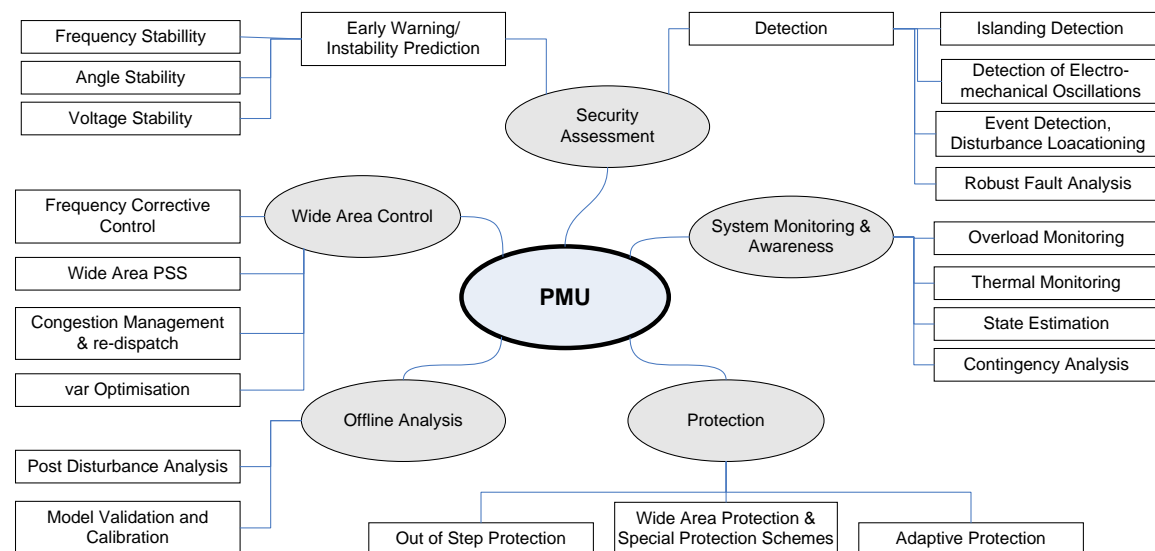 Frequency Stabillity
Angle Stability
Voltage Stability
Early Warning/
Instability Prediction
Detection
Islanding Detection
Detection of Electro-
mechanical Oscillations
Event Detection,
Disturbance Loacationing
Robust Fault Analysis
Security
Assessment
Frequency Corrective
Control
Wide Area PSS
Congestion Management
& re-dispatch
var Optimisation
Wide Area Control
System Monitoring &
Awareness
Overload Monitoring
Thermal Monitoring
State Estimation
Contingency Analysis
PMU
Offline Analysis
Post Disturbance Analysis
Model Validation and
Calibration
Protection
Out of Step Protection
Wide Area Protection &
Special Protection Schemes
Adaptive Protection